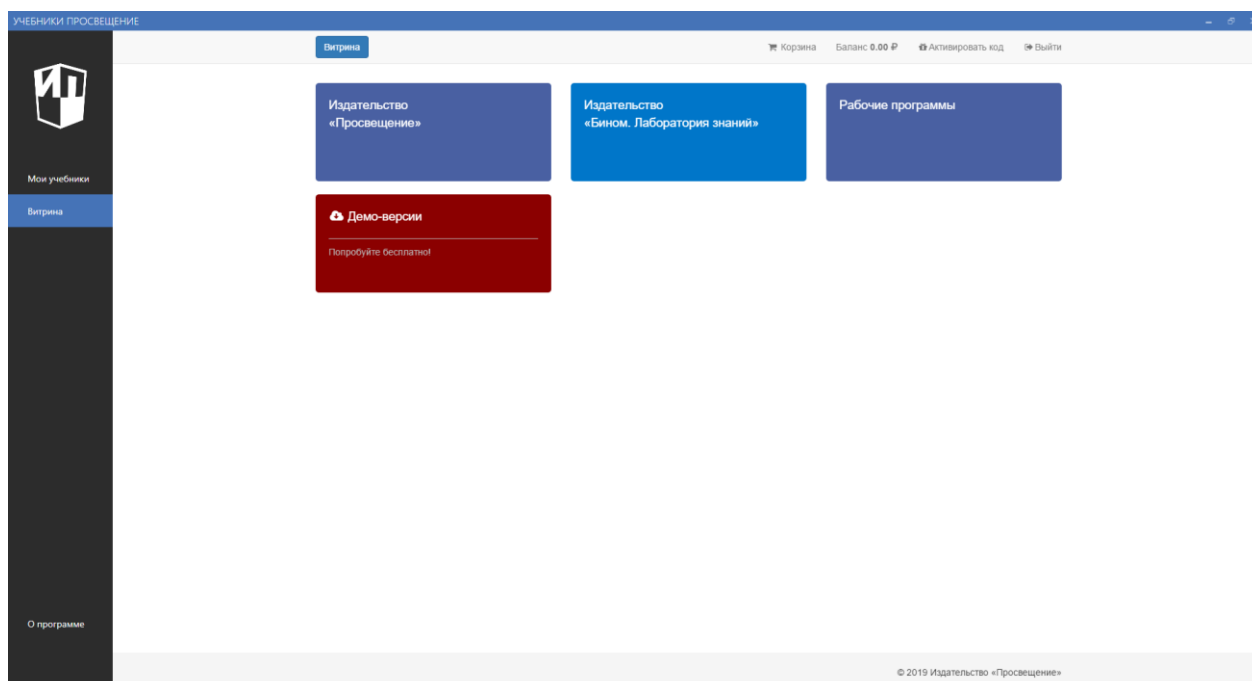 УЧЕБНИКИ ПРОСВЕЩЕНИЕ
Витрина
Корзина
Баланс 0.00 ₽
Активировать код
Выйти
ИП
Мои учебники
Витрина
О программе
Издательство
«Просвещение»
Издательство
«Бином. Лаборатория знаний»
Рабочие программы
Демо-версии
Попробуйте бесплатно!
© 2019 Издательство «Просвещение»